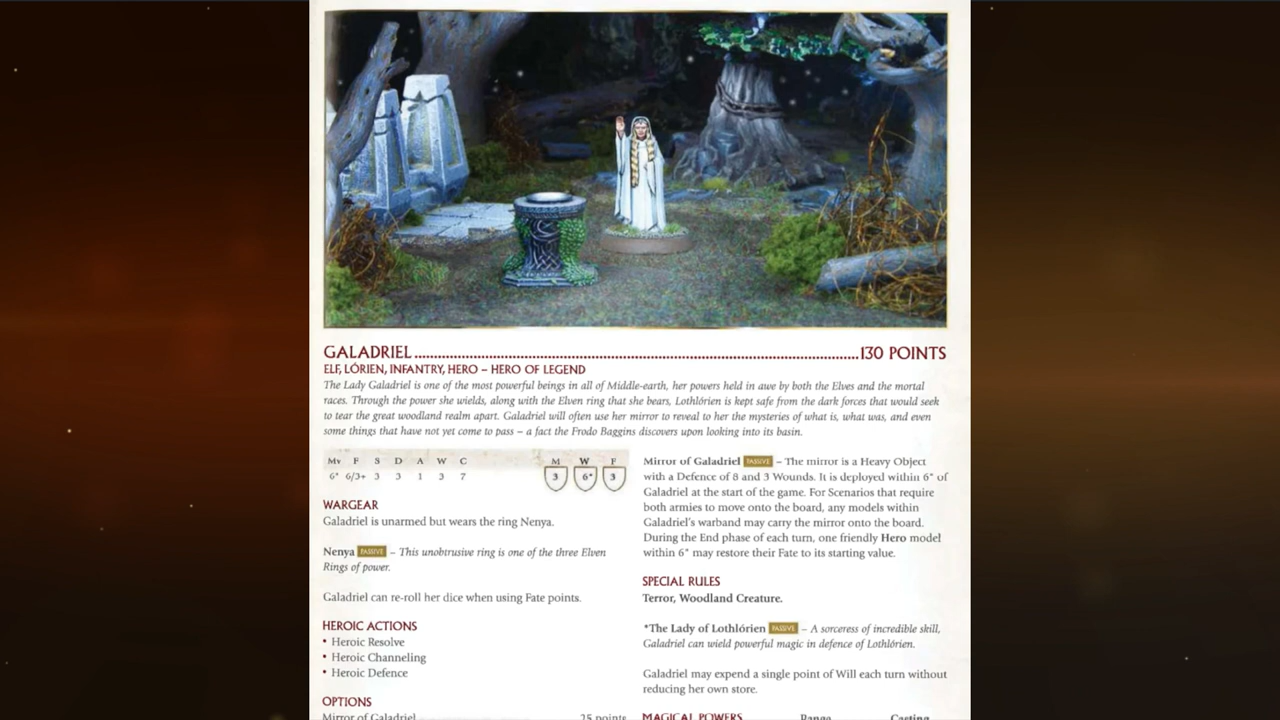 GALADRIEL ........ 130 POINTS
ELF, LÓRIEN, INFANTRY, HERO – HERO OF LEGEND
The Lady Galadriel is one of the most powerful beings in all of Middle-earth, her powers held in awe by both the Elves and the mortal
races. Through the power she wields, along with the Elven ring that she bears, Lothlórien is kept safe from the dark forces that would seek
to tear the great woodland realm apart. Galadriel will often use her mirror to reveal to her the mysteries of what is, what was, and even
some things that have not yet come to pass – a fact the Frodo Baggins discovers upon looking into its basin.
Mv F S D A W C M W F
6" 6/3+ 3 3 1 3 7 3 6* 3
WARGEAR
Galadriel is unarmed but wears the ring Nenya.
Nenya PASSIVE – This unobtrusive ring is one of the three Elven
Rings of power.
Galadriel can re-roll her dice when using Fate points.
HEROIC ACTIONS
• Heroic Resolve
• Heroic Channeling
• Heroic Defence
OPTIONS
Mirror of Galadriel 25 points
Mirror of Galadriel PASSIVE – The mirror is a Heavy Object
with a Defence of 8 and 3 Wounds. It is deployed within 6" of
Galadriel at the start of the game. For Scenarios that require
both armies to move onto the board, any models within
Galadriel's warband may carry the mirror onto the board.
During the End phase of each turn, one friendly Hero model
within 6" may restore their Fate to its starting value.
SPECIAL RULES
Terror, Woodland Creature.
*The Lady of Lothlórien PASSIVE – A sorceress of incredible skill,
Galadriel can wield powerful magic in defence of Lothlórien.
Galadriel may expend a single point of Will each turn without
reducing her own store.
MAGICAL POWERS Range Casting